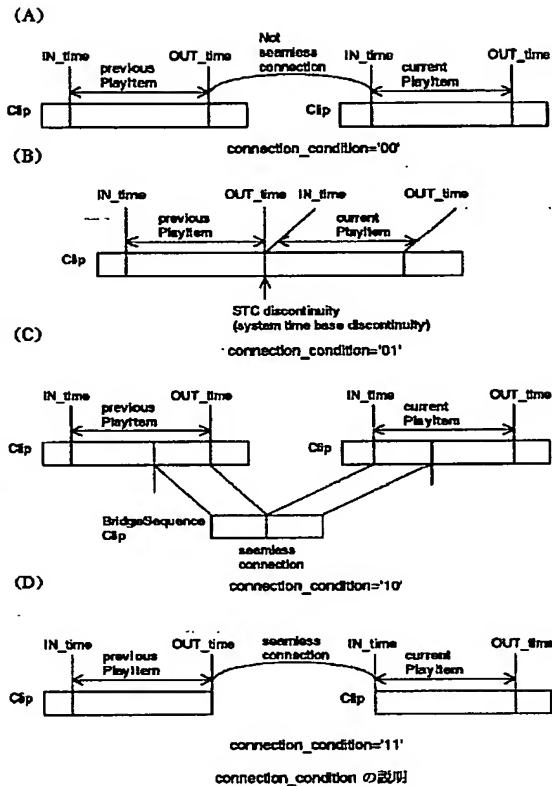 (A)
Not
seamless
connection
IN_time
OUT_time
IN_time
OUT_time
previous
PlayItem
current
PlayItem
Clip
Clip
connection_condition='00'
(B)
IN_time
OUT_time
IN_time
OUT_time
previous
PlayItem
current
PlayItem
Clip
STC discontinuity
(system time base discontinuity)
connection_condition='01'
(C)
IN_time
OUT_time
IN_time
OUT_time
previous
PlayItem
current
PlayItem
Clip
Clip
BridgeSequence
Clip
seamless
connection
connection_condition='10'
(D)
IN_time
OUT_time
seamless
connection
IN_time
OUT_time
previous
PlayItem
current
PlayItem
Clip
Clip
connection_condition='11'
connection_condition の説明